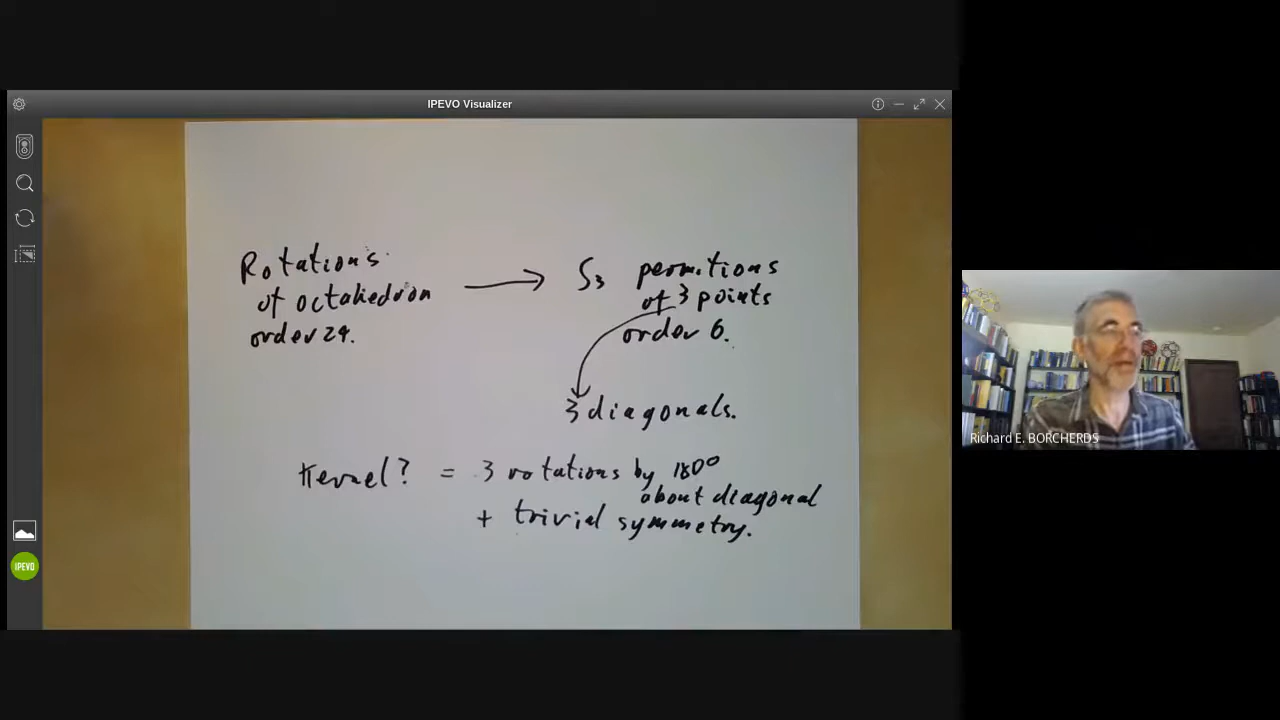 IPEVO Visualizer
Rotations
of octahedron
order 24.
S3 permitions
of 3 points
order 6.
3 diagonals.
Kernel? = 3 rotations by 180°
about diagonal
+ trivial symmetry.
IPEVO
Richard E. BORCHERDS